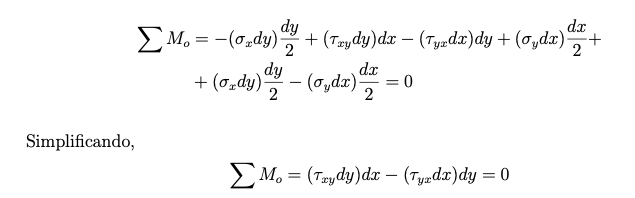 ∑ M_o = −(σ_x dy) dy/2 + (τ_xy dy)dx − (τ_yx dx)dy + (σ_y dx) dx/2 +
+ (σ_x dy) dy/2 − (σ_y dx) dx/2 = 0
Simplificando,
∑ M_o = (τ_xy dy)dx − (τ_yx dx)dy = 0